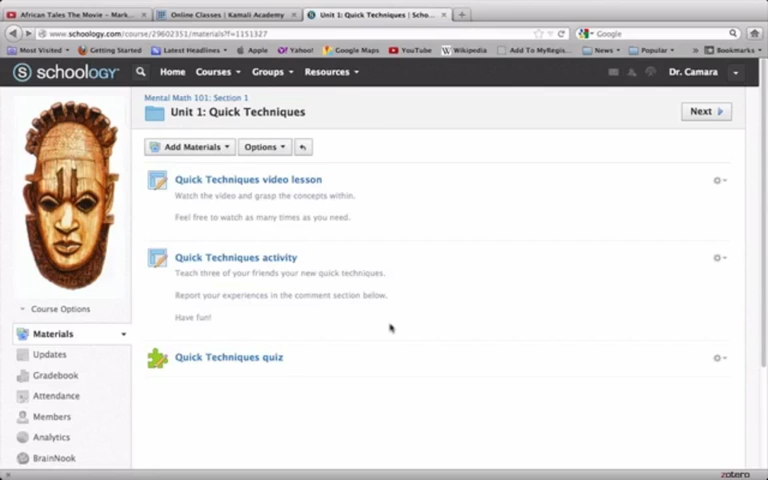 African Tales The Movie – Mark...
Online Classes | Kamali Academy
Unit 1: Quick Techniques | Scho...
www.schoology.com/course/29602351/materials?f=1151327
Google
Most Visited
Getting Started
Latest Headlines
Apple
Yahoo!
Google Maps
YouTube
Wikipedia
Add To MyRegis...
News
Popular
Bookmarks
S schoology
Home
Courses
Groups
Resources
Dr. Camara
Mental Math 101: Section 1
Unit 1: Quick Techniques
Next
Add Materials
Options
Quick Techniques video lesson
Watch the video and grasp the concepts within.
Feel free to watch as many times as you need.
Quick Techniques activity
Teach three of your friends your new quick techniques.
Report your experiences in the comment section below.
Have fun!
Quick Techniques quiz
Course Options
Materials
Updates
Gradebook
Attendance
Members
Analytics
BrainNook
zotero